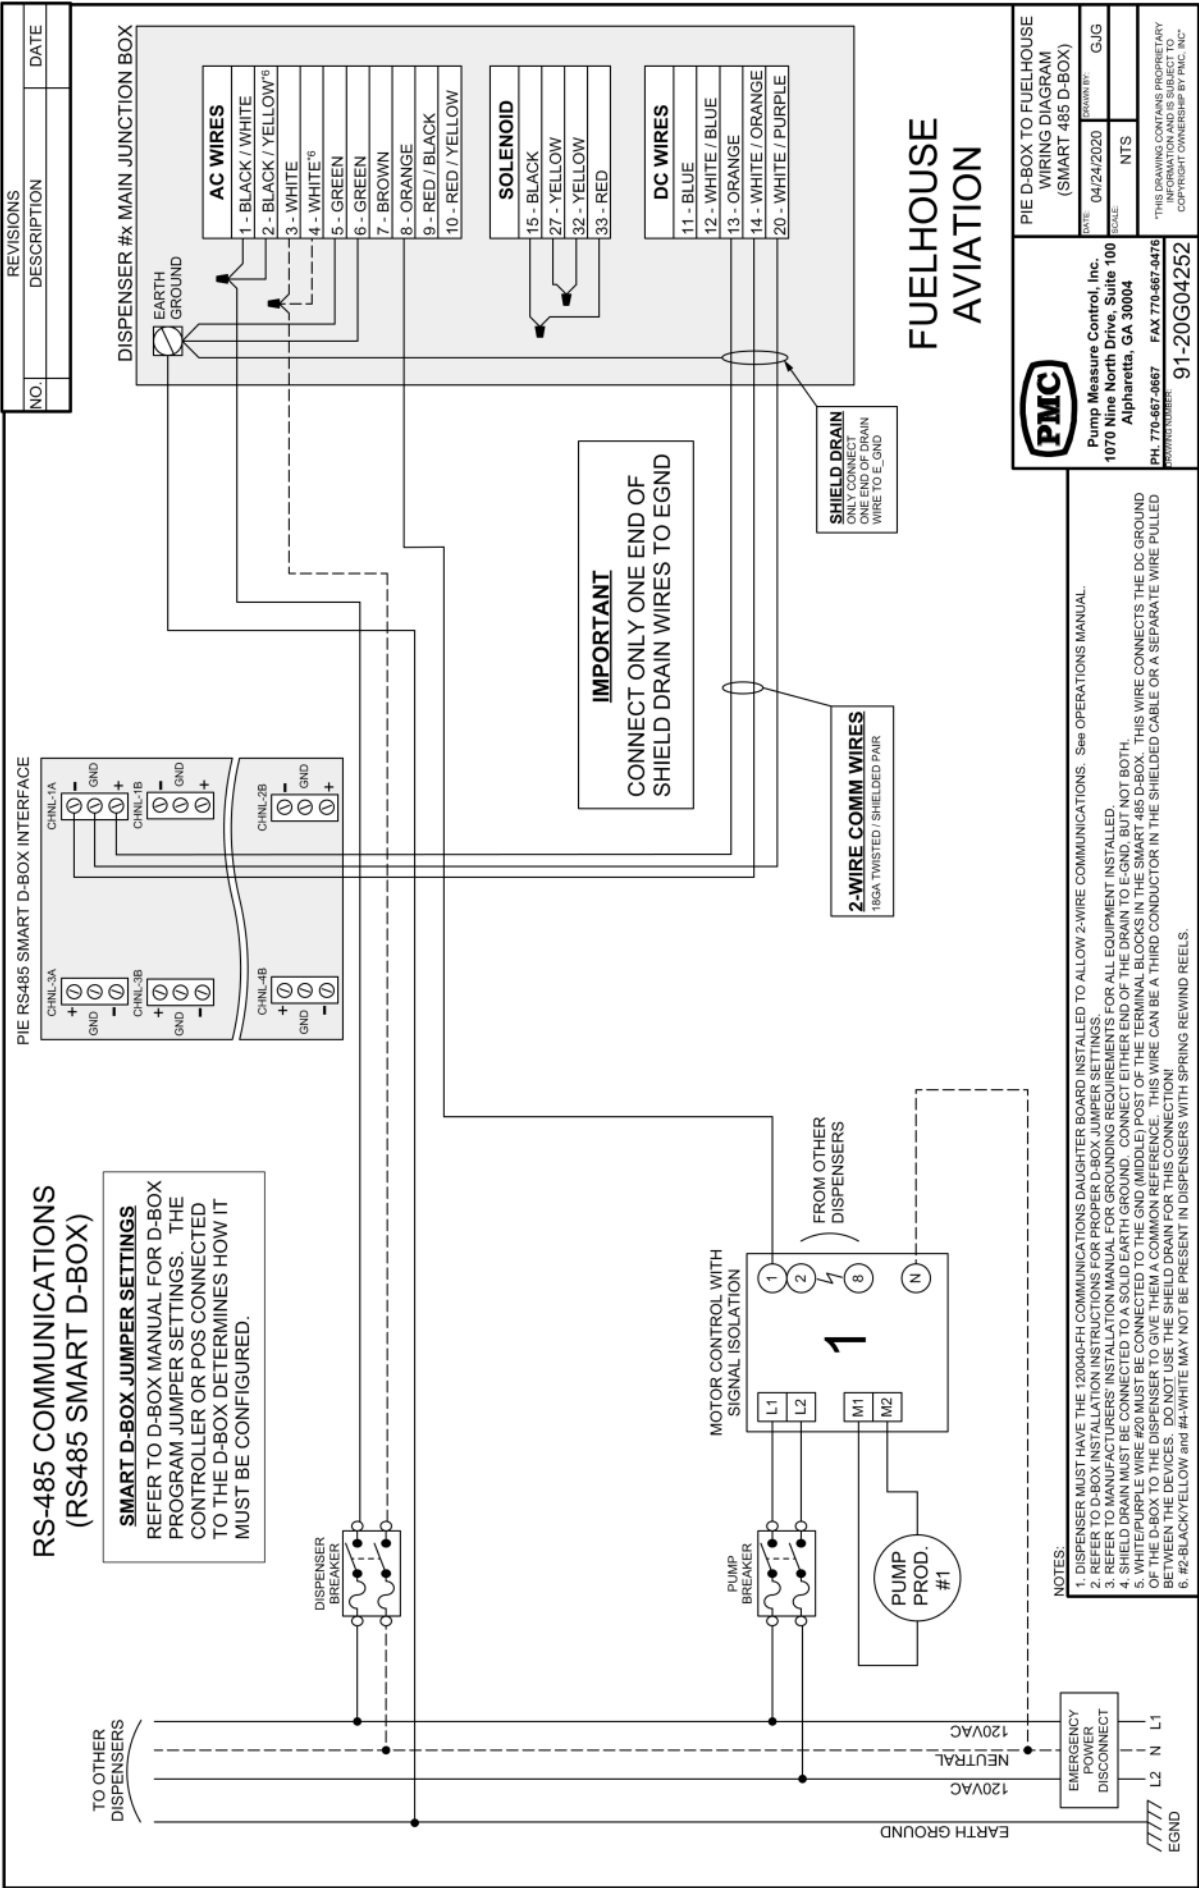 RS-485 COMMUNICATIONS
(RS485 SMART D-BOX)
SMART D-BOX JUMPER SETTINGS
REFER TO D-BOX MANUAL FOR D-BOX
PROGRAM JUMPER SETTINGS. THE
CONTROLLER OR POS CONNECTED
TO THE D-BOX DETERMINES HOW IT
MUST BE CONFIGURED.
PIE RS485 SMART D-BOX INTERFACE
CHNL-3A
+
GND
-
CHNL-3B
+
GND
-
CHNL-4B
+
GND
-
CHNL-1A
-
GND
+
CHNL-1B
-
GND
+
CHNL-2B
-
GND
+
REVISIONS
NO.
DESCRIPTION
DATE
DISPENSER #x MAIN JUNCTION BOX
EARTH
GROUND
AC WIRES
1 - BLACK / WHITE
2 - BLACK / YELLOW*6
3 - WHITE
4 - WHITE*6
5 - GREEN
6 - GREEN
7 - BROWN
8 - ORANGE
9 - RED / BLACK
10 - RED / YELLOW
SOLENOID
15 - BLACK
27 - YELLOW
32 - YELLOW
33 - RED
DC WIRES
11 - BLUE
12 - WHITE / BLUE
13 - ORANGE
14 - WHITE / ORANGE
20 - WHITE / PURPLE
TO OTHER
DISPENSERS
DISPENSER
BREAKER
IMPORTANT
CONNECT ONLY ONE END OF
SHIELD DRAIN WIRES TO EGND
SHIELD DRAIN
ONLY CONNECT
ONE END OF DRAIN
WIRE TO E_GND
2-WIRE COMM WIRES
18GA TWISTED / SHIELDED PAIR
MOTOR CONTROL WITH
SIGNAL ISOLATION
L1
L2
M1
M2
1
1
2
8
N
FROM OTHER
DISPENSERS
PUMP
BREAKER
PUMP
PROD.
#1
120VAC
NEUTRAL
120VAC
EARTH GROUND
EMERGENCY
POWER
DISCONNECT
EGND
L2
N
L1
FUELHOUSE
AVIATION
NOTES:
1. DISPENSER MUST HAVE THE 120040-FH COMMUNICATIONS DAUGHTER BOARD INSTALLED TO ALLOW 2-WIRE COMMUNICATIONS. See OPERATIONS MANUAL.
2. REFER TO D-BOX INSTALLATION INSTRUCTIONS FOR PROPER D-BOX JUMPER SETTINGS.
3. REFER TO MANUFACTURERS' INSTALLATION MANUAL FOR GROUNDING REQUIREMENTS FOR ALL EQUIPMENT INSTALLED.
4. SHIELD DRAIN MUST BE CONNECTED TO A SOLID EARTH GROUND. CONNECT EITHER END OF THE DRAIN TO E-GND, BUT NOT BOTH.
5. WHITE/PURPLE WIRE #20 MUST BE CONNECTED TO THE GND (MIDDLE) POST OF THE TERMINAL BLOCKS IN THE SMART 485 D-BOX. THIS WIRE CONNECTS THE DC GROUND
OF THE D-BOX TO THE DISPENSER TO GIVE THEM A COMMON REFERENCE. THIS WIRE CAN BE A THIRD CONDUCTOR IN THE SHIELDED CABLE OR A SEPARATE WIRE PULLED
BETWEEN THE DEVICES. DO NOT USE THE SHEILD DRAIN FOR THIS CONNECTION!
6. #2-BLACK/YELLOW and #4-WHITE MAY NOT BE PRESENT IN DISPENSERS WITH SPRING REWIND REELS.
PMC
Pump Measure Control, Inc.
1070 Nine North Drive, Suite 100
Alpharetta, GA 30004
PH. 770-667-0667 FAX 770-667-0476
DRAWING NUMBER:
91-20G04252
PIE D-BOX TO FUELHOUSE
WIRING DIAGRAM
(SMART 485 D-BOX)
DATE:
04/24/2020
DRAWN BY:
GJG
SCALE:
NTS
"THIS DRAWING CONTAINS PROPRIETARY
INFORMATION AND IS SUBJECT TO
COPYRIGHT OWNERSHIP BY PMC, INC"